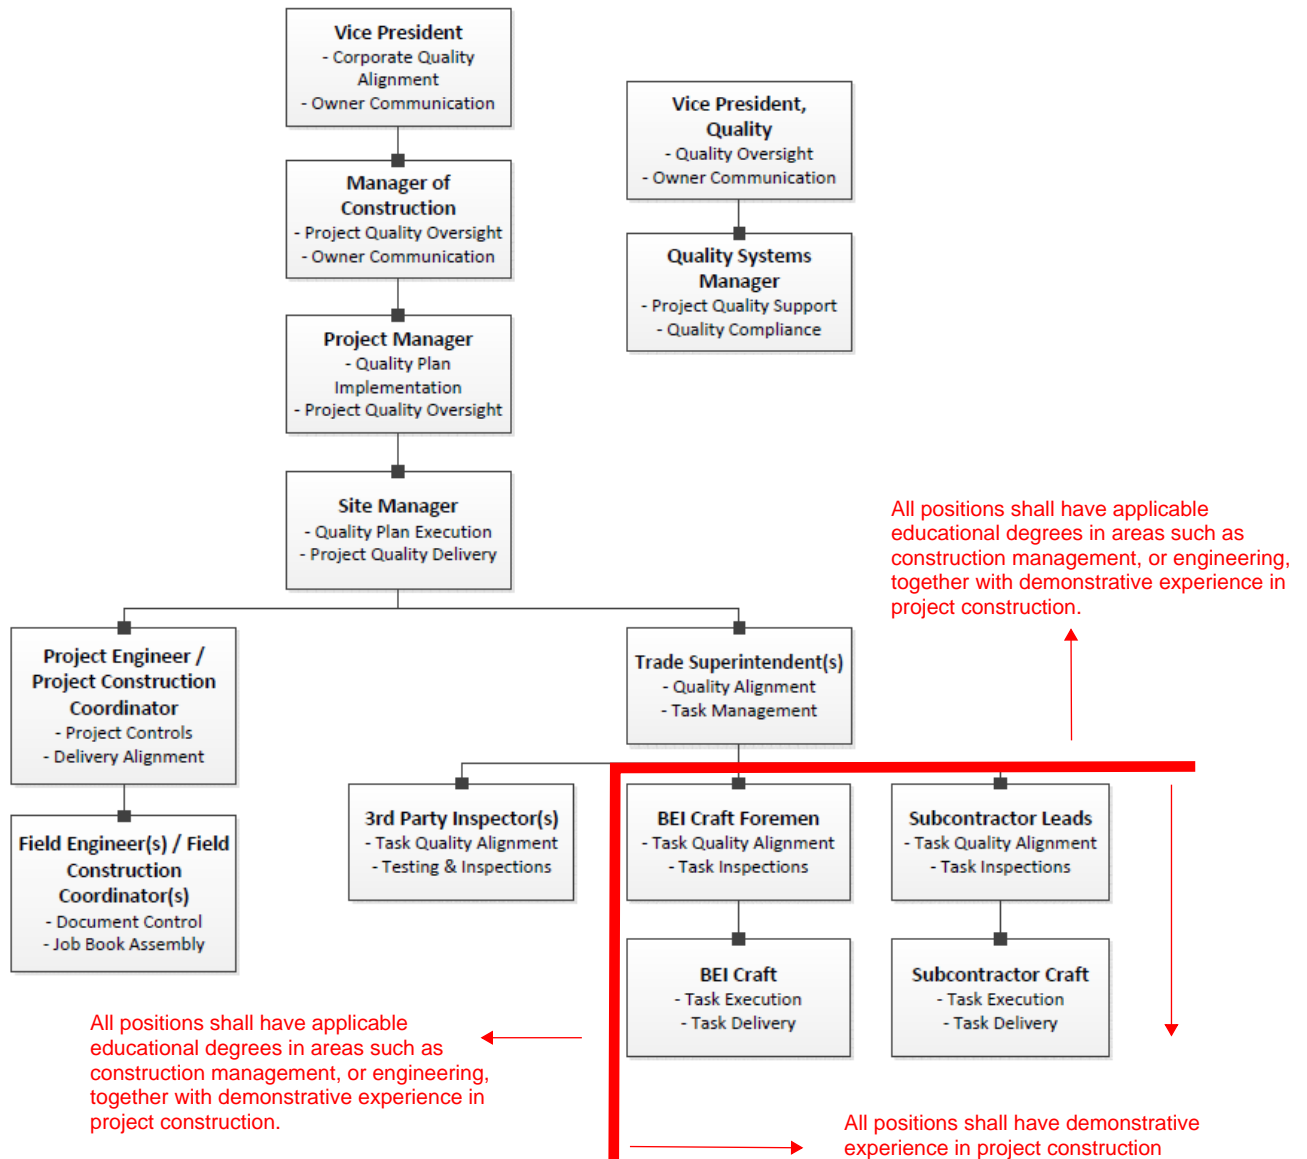 Vice President
- Corporate Quality
Alignment
- Owner Communication
Vice President,
Quality
- Quality Oversight
- Owner Communication
Manager of
Construction
- Project Quality Oversight
- Owner Communication
Quality Systems
Manager
- Project Quality Support
- Quality Compliance
Project Manager
- Quality Plan
Implementation
- Project Quality Oversight
Site Manager
- Quality Plan Execution
- Project Quality Delivery
All positions shall have applicable
educational degrees in areas such as
construction management, or engineering,
together with demonstrative experience in
project construction.
Project Engineer /
Project Construction
Coordinator
- Project Controls
- Delivery Alignment
Trade Superintendent(s)
- Quality Alignment
- Task Management
Field Engineer(s) / Field
Construction
Coordinator(s)
- Document Control
- Job Book Assembly
3rd Party Inspector(s)
- Task Quality Alignment
- Testing & Inspections
BEI Craft Foremen
- Task Quality Alignment
- Task Inspections
Subcontractor Leads
- Task Quality Alignment
- Task Inspections
BEI Craft
- Task Execution
- Task Delivery
Subcontractor Craft
- Task Execution
- Task Delivery
All positions shall have applicable
educational degrees in areas such as
construction management, or engineering,
together with demonstrative experience in
project construction.
All positions shall have demonstrative
experience in project construction